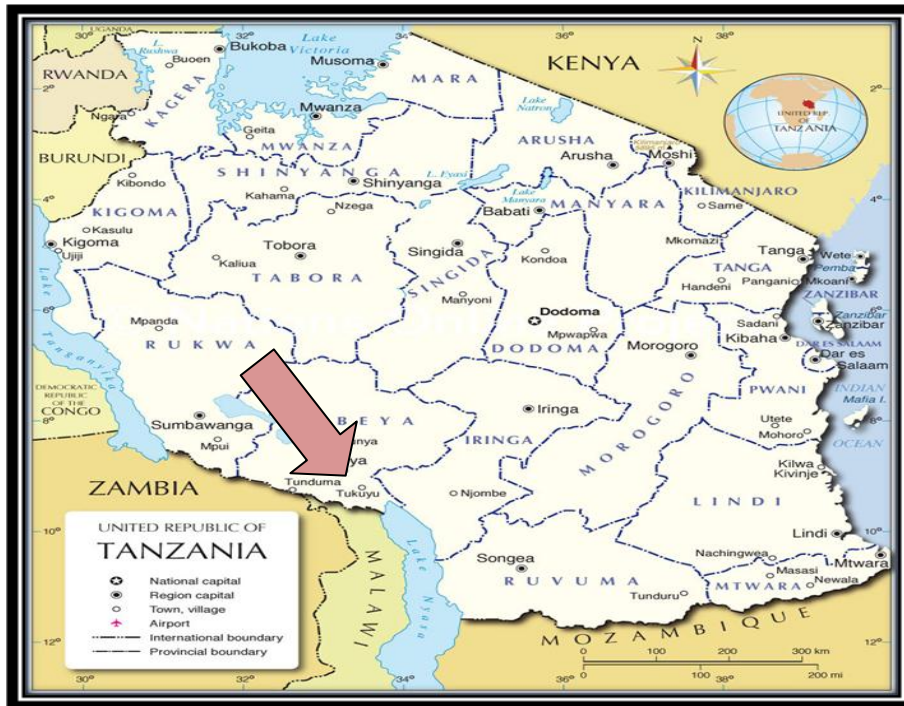 UGANDA
32°
34°
36°
38°
30°
Lake
Victoria
L.
Rushwa
Bukoba
Buoen
Musoma
MARA
KENYA
N
RWANDA
2°
KAGERA
Ngara
Mwanza
Geita
MWANZA
Lake
Natron
ARUSHA
Arusha
Moshi
UNITED REP.
OF
TANZANIA
BURUNDI
Kibondo
SHINYANGA
Shinyanga
Kahama
Nzega
L. Eyasi
Lake
Manyara
Babati
MANYARA
KILIMANJARO
Same
4°
KIGOMA
Kasulu
Kigoma
Ujiji
Tobora
Kaliua
TABORA
Singida
SINGIDA
Manyoni
Kondoa
Mkomazi
Tanga
TANGA
Handeni
Pangani
Wete
Pemba
Mkoani
ZANZIBAR
Zanzibar
Zanzibar
6°
Lake
Tanganyika
Mpanda
RUKWA
Dodoma
Mpwapwa
DODOMA
Morogoro
MOROGORO
Sadani
Kibaha
DAR ES SALAAM
Dar es
Salaam
PWANI
INDIAN
Mafia I.
OCEAN
DEMOCRATIC
REPUBLIC
OF THE
CONGO
8°
Sumbawanga
Mpui
BEYA
unya
ya
Iringa
IRINGA
Utete
Mohoro
Kilwa
Kivinje
ZAMBIA
Tunduma
Tukuyu
Njombe
LINDI
Lindi
10°
UNITED REPUBLIC OF
TANZANIA
National capital
Region capital
Town, village
Airport
International boundary
Provincial boundary
MALAWI
Lake
Nyasa
Songea
RUVUMA
Tunduru
Nachingwea
Masasi
Newala
MTWARA
Mtwara
MOZAMBIQUE
12°
0 100 200 300 km
0 100 200 mi
30°
32°
34°
36°
38°